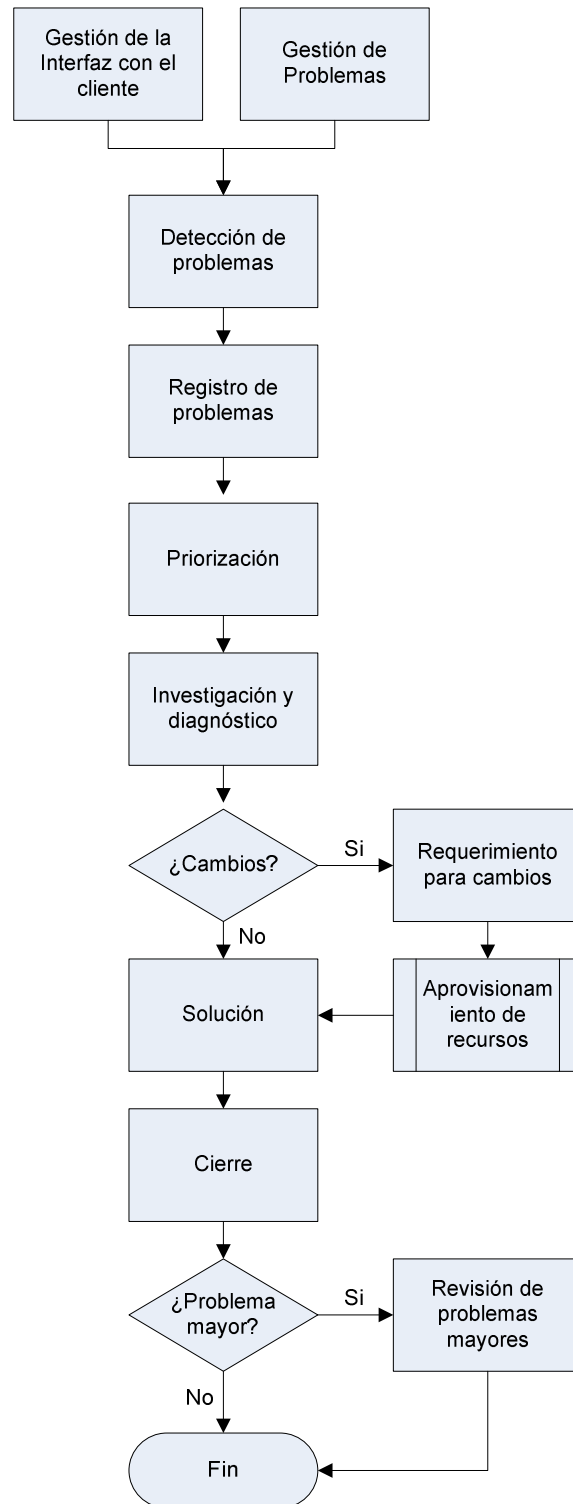 Gestión de la
Interfaz con el
cliente
Gestión de
Problemas
Detección de
problemas
Registro de
problemas
Priorización
Investigación y
diagnóstico
¿Cambios?
Si
Requerimiento
para cambios
No
Solución
Aprovisionam
iento de
recursos
Cierre
¿Problema
mayor?
Si
Revisión de
problemas
mayores
No
Fin